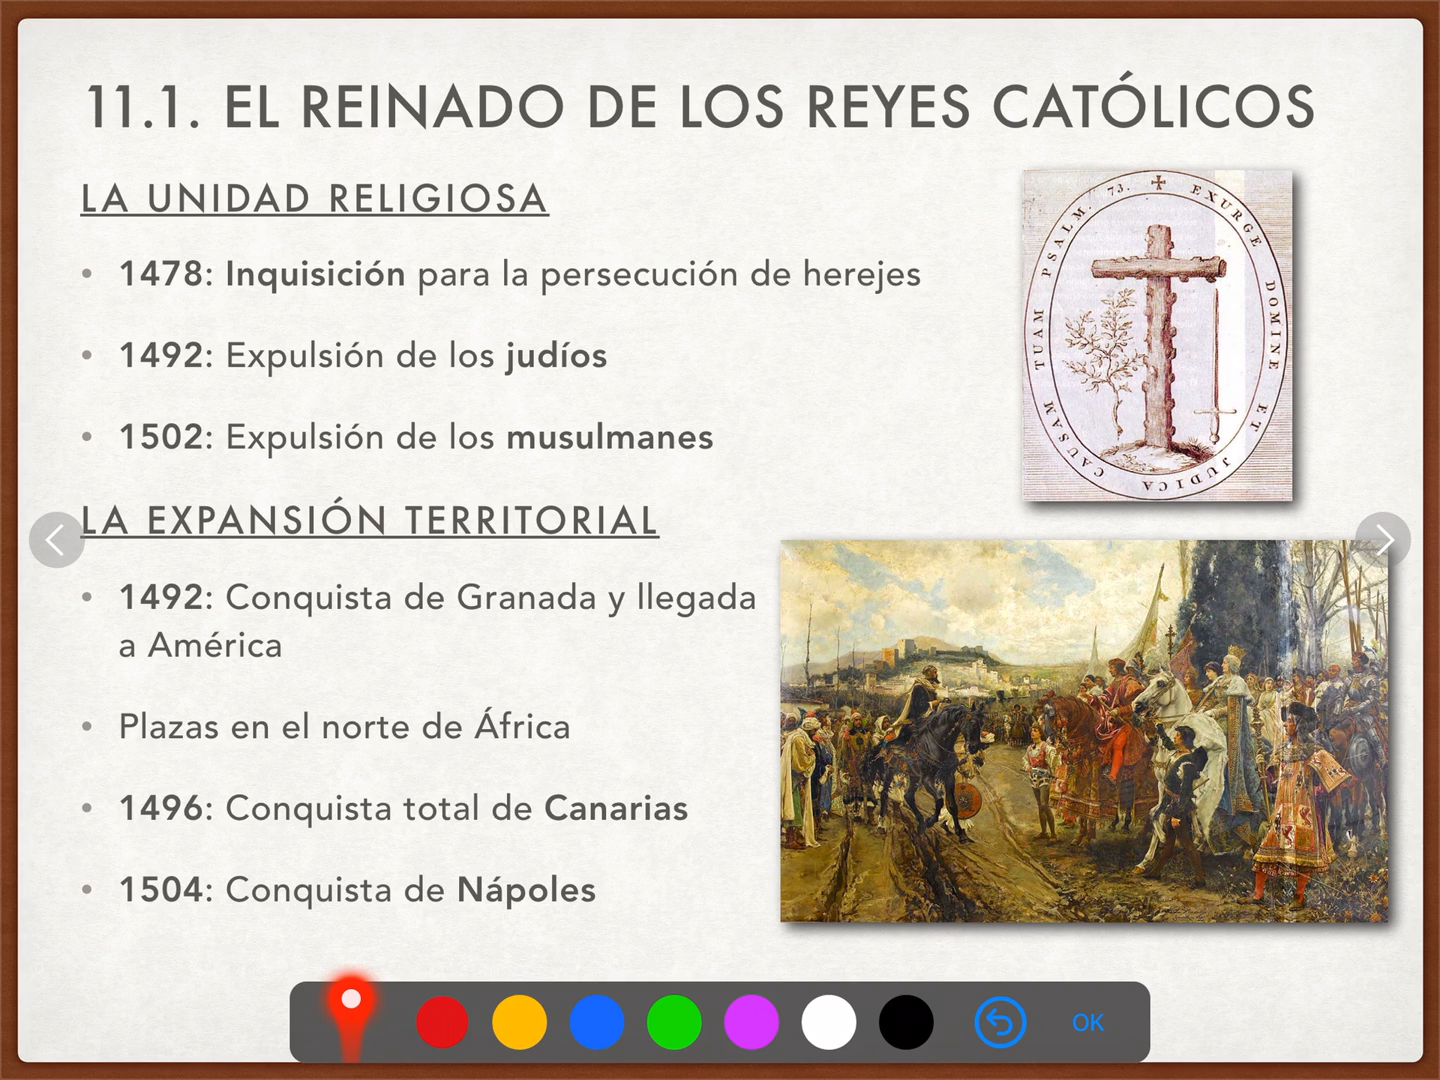 11.1. EL REINADO DE LOS REYES CATÓLICOS
LA UNIDAD RELIGIOSA
• 1478: Inquisición para la persecución de herejes
• 1492: Expulsión de los judíos
• 1502: Expulsión de los musulmanes
LA EXPANSIÓN TERRITORIAL
• 1492: Conquista de Granada y llegada
a América
• Plazas en el norte de África
• 1496: Conquista total de Canarias
• 1504: Conquista de Nápoles
✝ EXURGE DOMINE ET JUDICA CAUSAM TUAM PSALM. 73.
OK